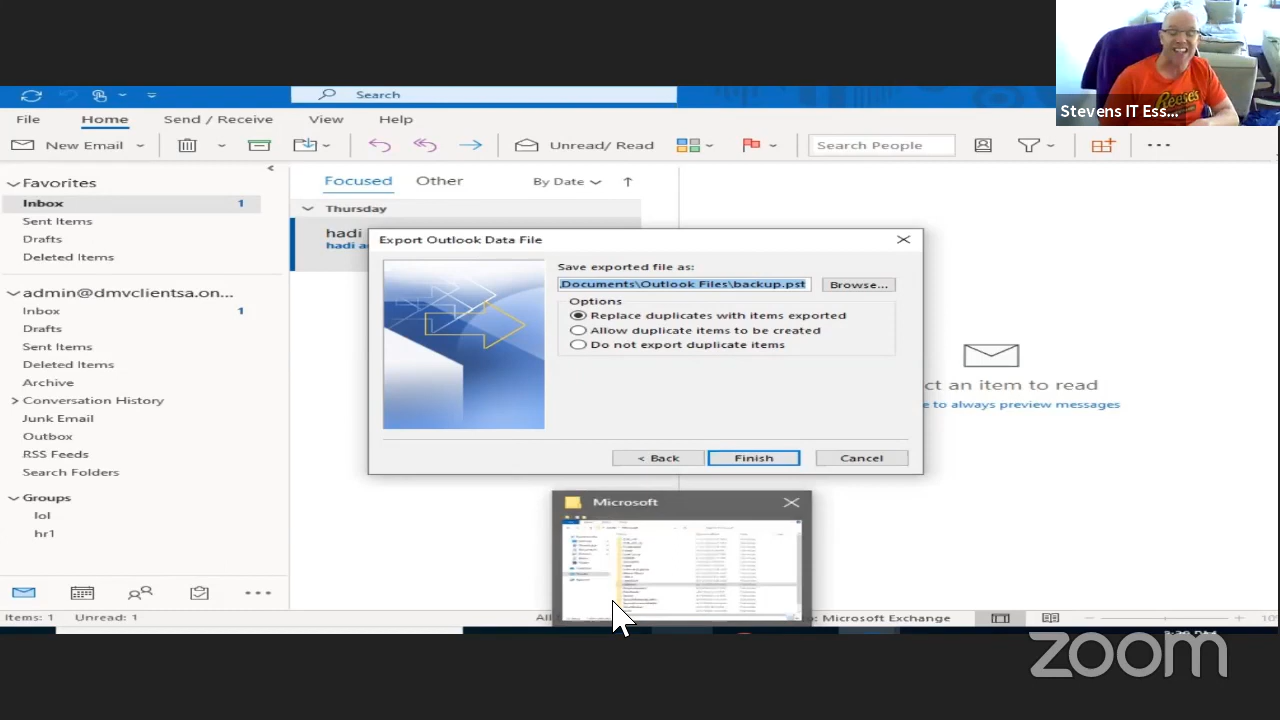 Reese's
Stevens IT Ess...
Search
File Home Send / Receive View Help
New Email Unread/ Read Search People
Favorites
Inbox 1
Sent Items
Drafts
Deleted Items
admin@dmvclientsa.on...
Inbox 1
Drafts
Sent Items
Deleted Items
Archive
Conversation History
Junk Email
Outbox
RSS Feeds
Search Folders
Groups
lol
hr1
Focused Other By Date
Thursday
hadi
hadi a
Export Outlook Data File
Save exported file as:
Documents\Outlook Files\backup.pst Browse...
Options
Replace duplicates with items exported
Allow duplicate items to be created
Do not export duplicate items
< Back Finish Cancel
ct an item to read
e to always preview messages
Microsoft
Items: 1 Unread: 1 All : Microsoft Exchange 10
zoom